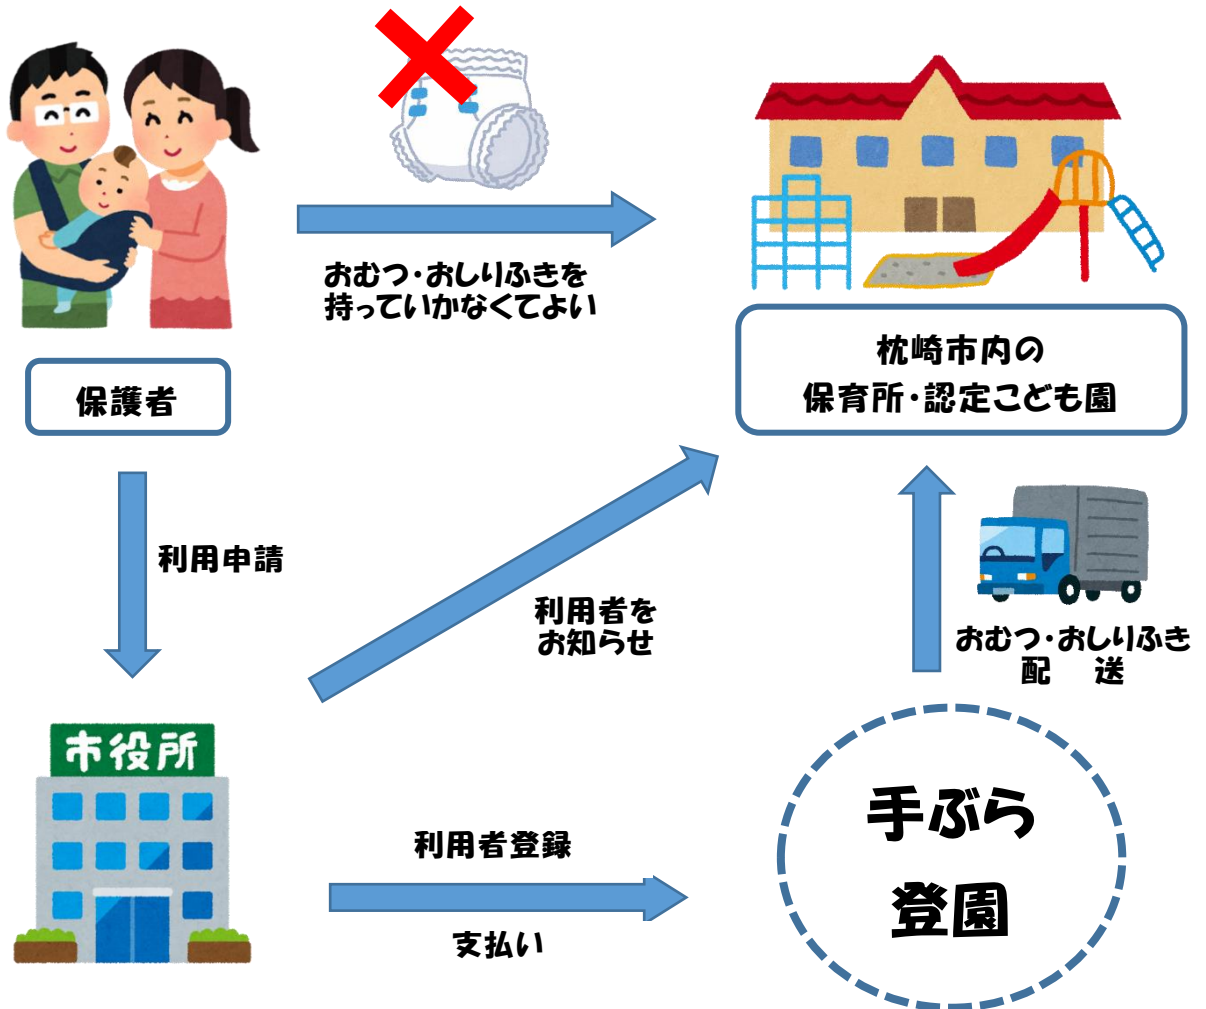 おむつ・おしりふきを
持っていかなくてよい
保護者
枕崎市内の
保育所・認定こども園
利用申請
利用者を
お知らせ
おむつ・おしりふき
配　送
市役所
利用者登録
支払い
手ぶら
登園